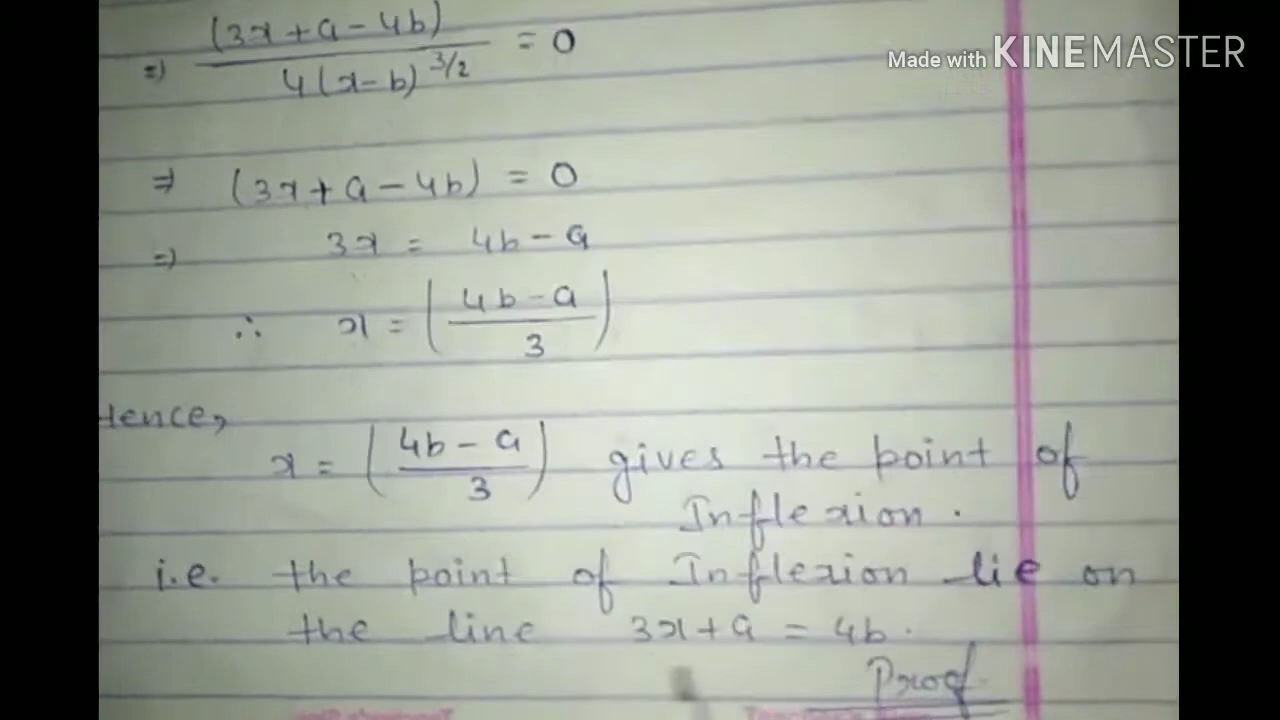 ⇒ (3x+a-4b) / 4(x-b)^3/2 = 0
Made with KINEMASTER
⇒ (3x+a-4b) = 0
⇒ 3x = 4b-a
∴ x = (4b-a / 3)
Hence,
x = (4b-a / 3) gives the point of
Inflexion.
i.e. the point of Inflexion lie on
the line 3x+a = 4b.
Proof